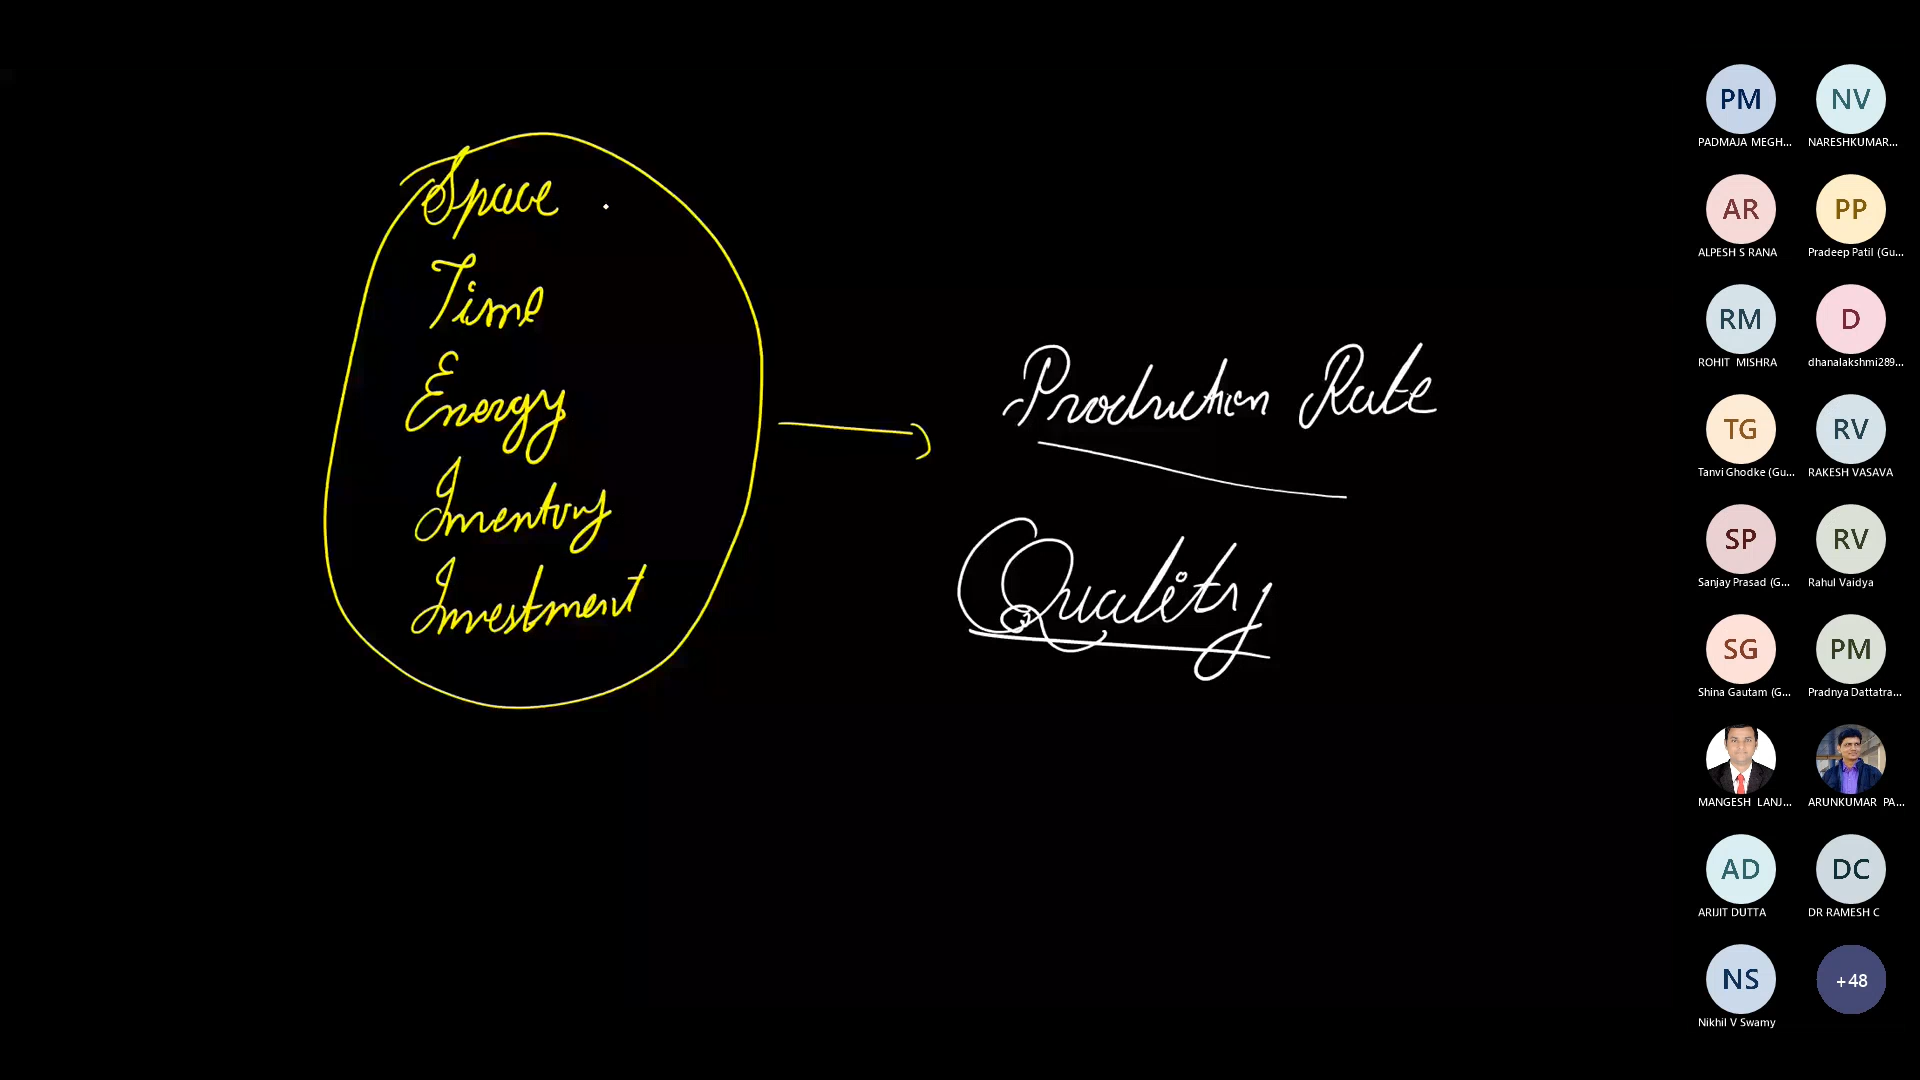 Space
Time
Energy
Inventory
Investment
Production Rate
Quality
PM
PADMAJA MEGH...
NV
NARESHKUMAR...
AR
ALPESH S RANA
PP
Pradeep Patil (Gu...
RM
ROHIT MISHRA
D
dhanalakshmi289...
TG
Tanvi Ghodke (Gu...
RV
RAKESH VASAVA
SP
Sanjay Prasad (G...
RV
Rahul Vaidya
SG
Shina Gautam (G...
PM
Pradnya Dattatra...
MANGESH LANJ...
ARUNKUMAR PA...
AD
ARIJIT DUTTA
DC
DR RAMESH C
NS
Nikhil V Swamy
+48